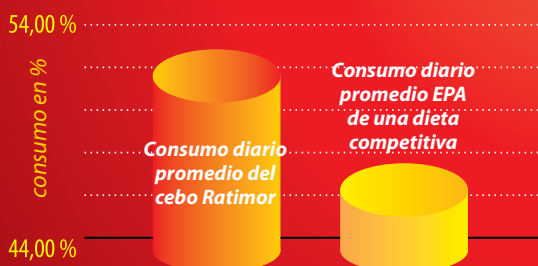 54,00 %
consumo en %
44,00 %
Consumo diario
promedio del
cebo Ratimor
Consumo diario
promedio EPA
de una dieta
competitiva